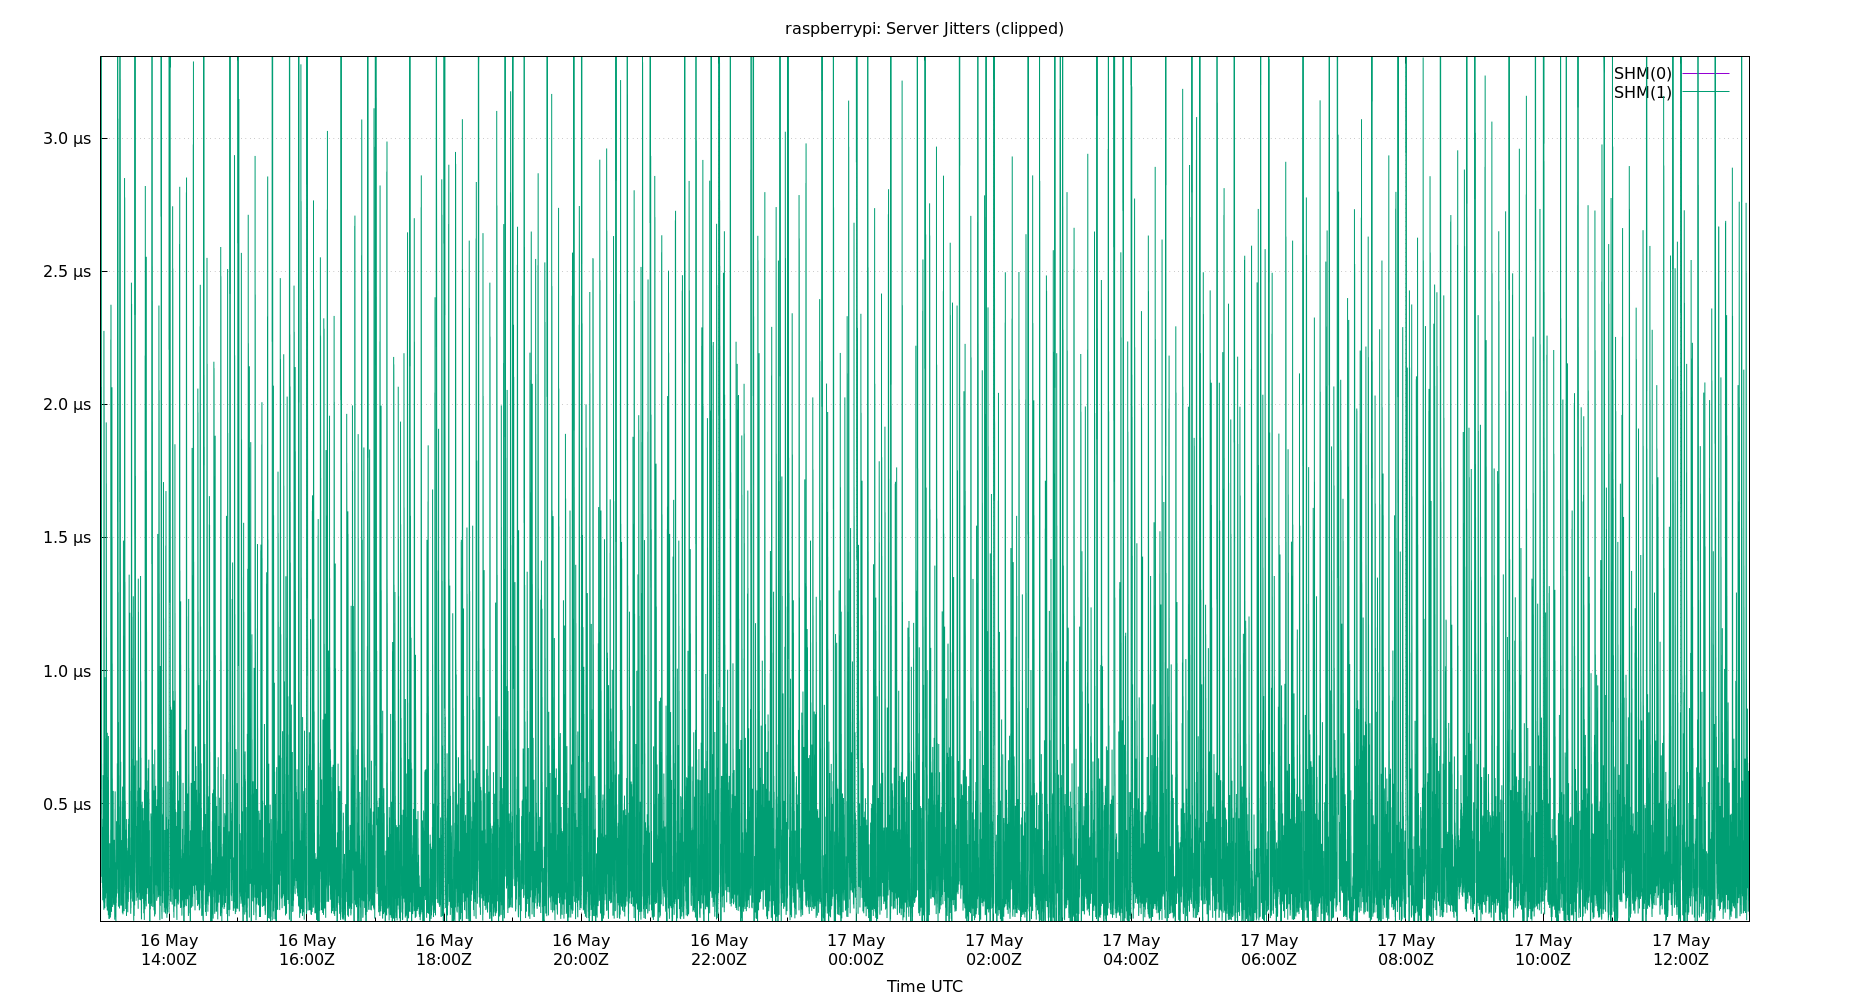 raspberrypi: Server Jitters (clipped)
SHM(0)
SHM(1)
3.0 µs
2.5 µs
2.0 µs
1.5 µs
1.0 µs
0.5 µs
16 May 16 May 16 May 16 May 16 May 17 May 17 May 17 May 17 May 17 May 17 May 17 May
14:00Z 16:00Z 18:00Z 20:00Z 22:00Z 00:00Z 02:00Z 04:00Z 06:00Z 08:00Z 10:00Z 12:00Z
Time UTC